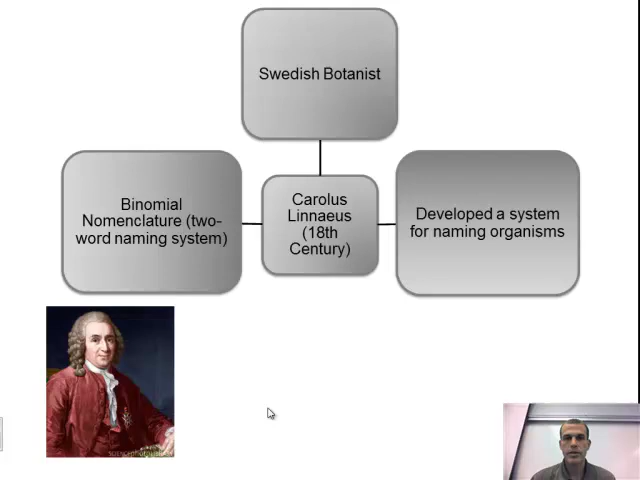 Swedish Botanist
Binomial
Nomenclature (two-
word naming system)
Carolus
Linnaeus
(18th
Century)
Developed a system
for naming organisms